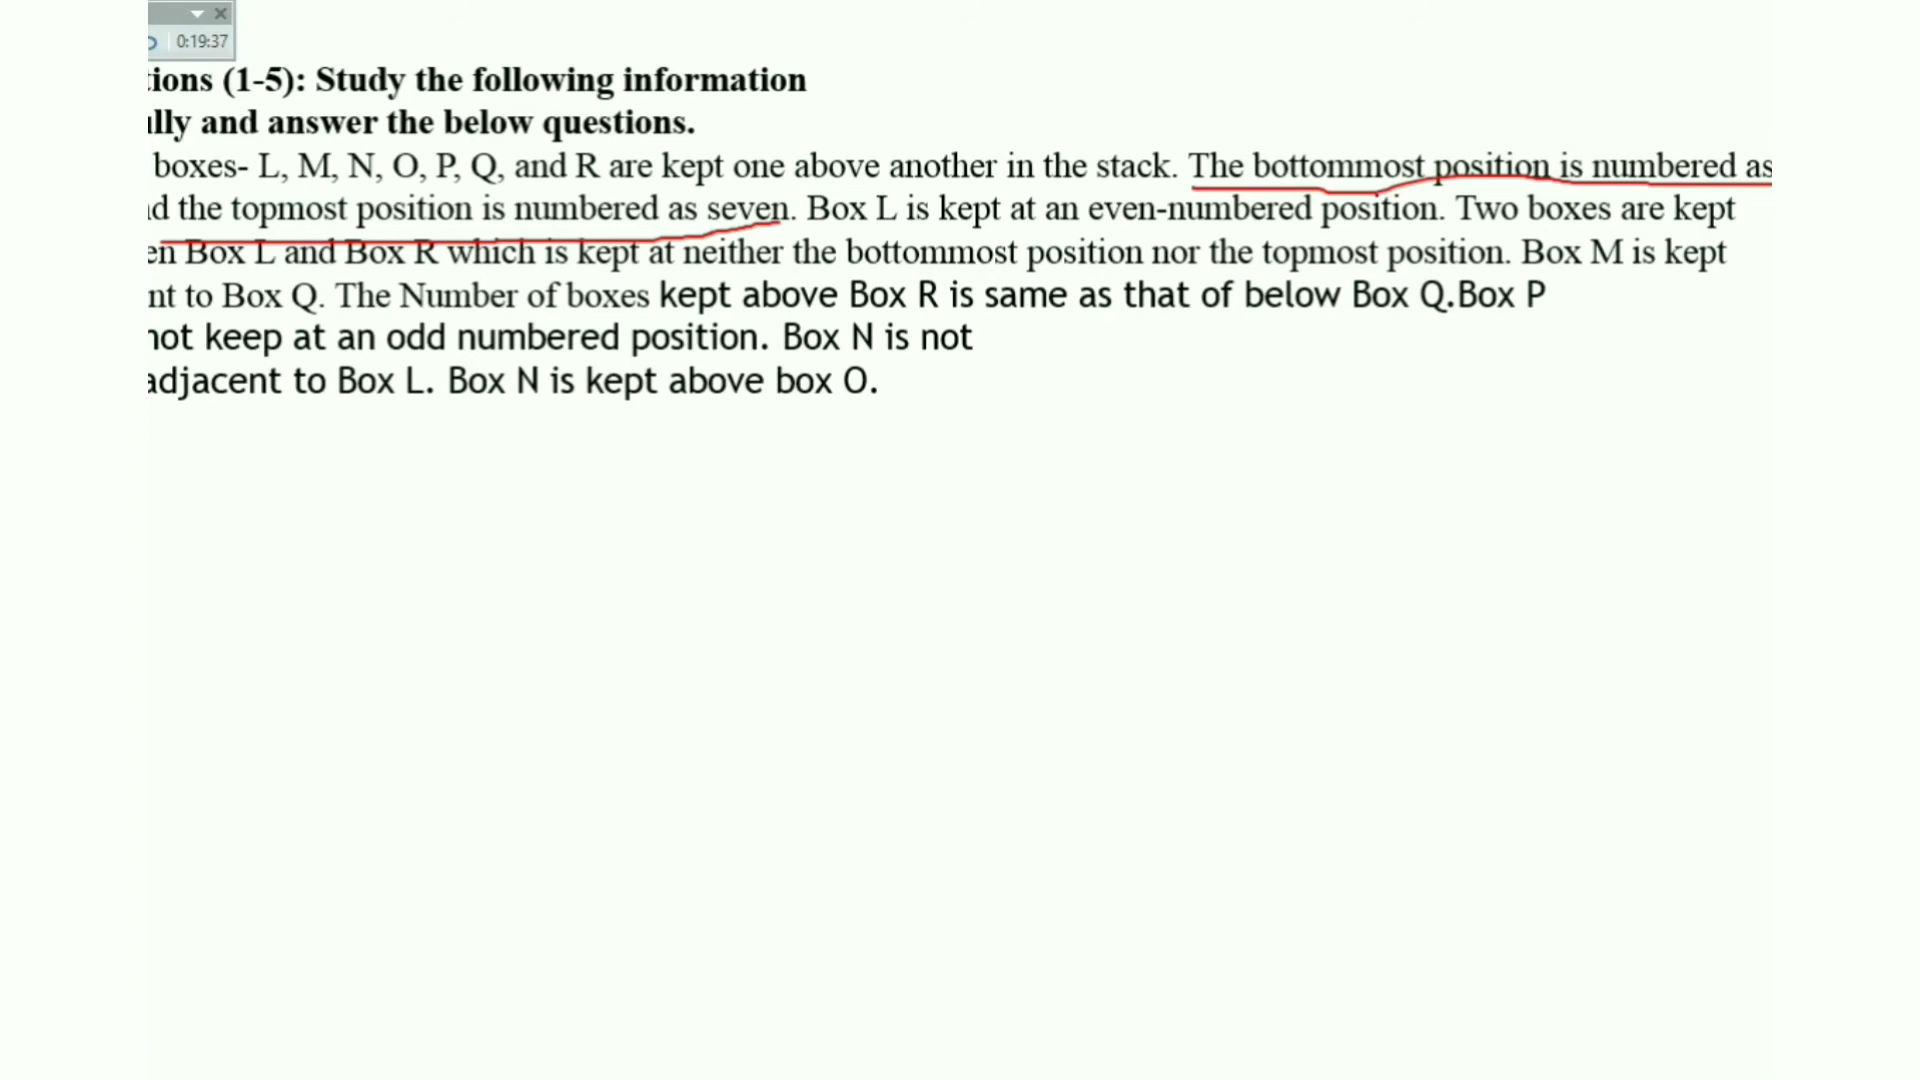 0:19:37
tions (1-5): Study the following information
lly and answer the below questions.
boxes- L, M, N, O, P, Q, and R are kept one above another in the stack. The bottommost position is numbered as
d the topmost position is numbered as seven. Box L is kept at an even-numbered position. Two boxes are kept
en Box L and Box R which is kept at neither the bottommost position nor the topmost position. Box M is kept
nt to Box Q. The Number of boxes kept above Box R is same as that of below Box Q.Box P
not keep at an odd numbered position. Box N is not
adjacent to Box L. Box N is kept above box O.